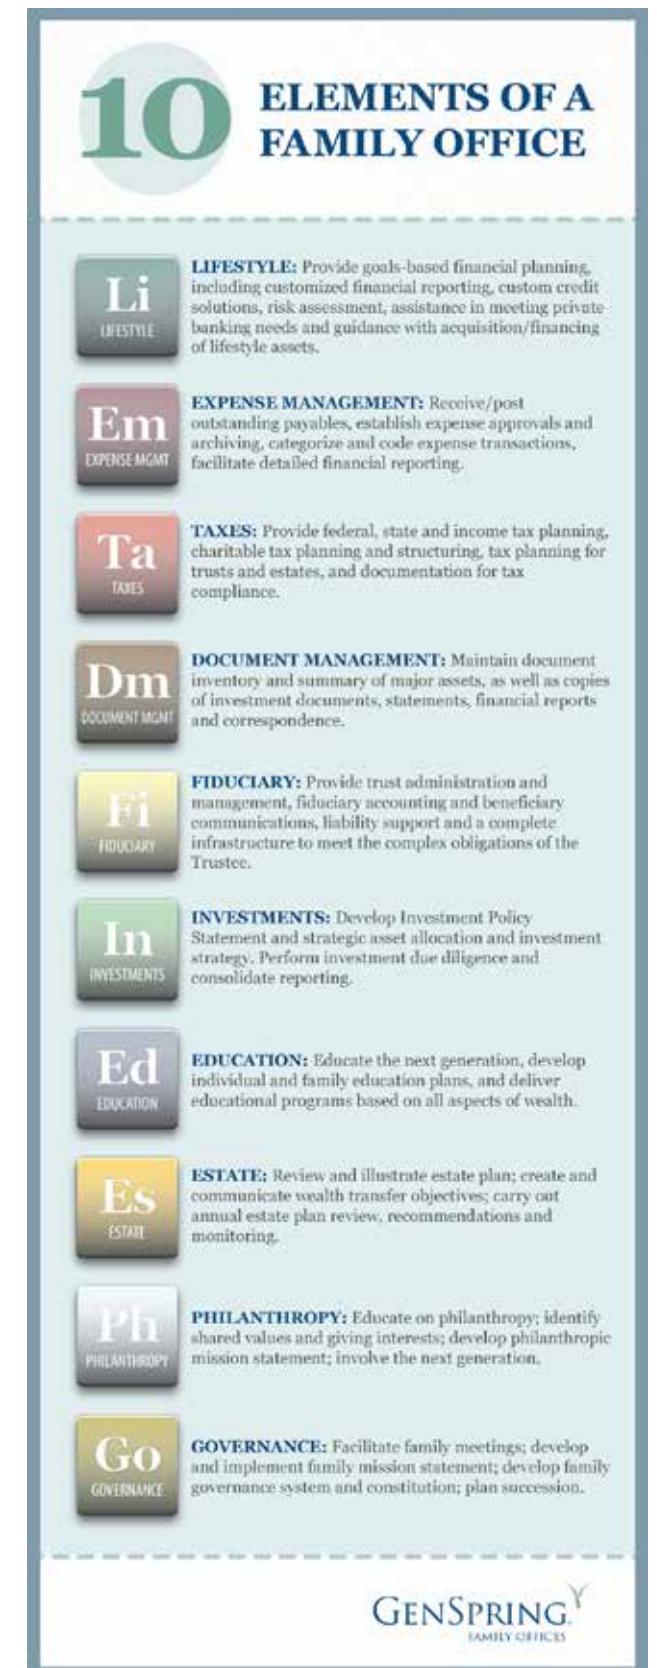 10
ELEMENTS OF A
FAMILY OFFICE
Li
LIFESTYLE
LIFESTYLE: Provide goals-based financial planning,
including customized financial reporting, custom credit
solutions, risk assessment, assistance in meeting private
banking needs and guidance with acquisition/financing
of lifestyle assets.
Em
EXPENSE MGMT
EXPENSE MANAGEMENT: Receive/post
outstanding payables, establish expense approvals and
archiving, categorize and code expense transactions,
facilitate detailed financial reporting.
Ta
TAXES
TAXES: Provide federal, state and income tax planning,
charitable tax planning and structuring, tax planning for
trusts and estates, and documentation for tax
compliance.
Dm
DOCUMENT MGMT
DOCUMENT MANAGEMENT: Maintain document
inventory and summary of major assets, as well as copies
of investment documents, statements, financial reports
and correspondence.
Fi
FIDUCIARY
FIDUCIARY: Provide trust administration and
management, fiduciary accounting and beneficiary
communications, liability support and a complete
infrastructure to meet the complex obligations of the
Trustee.
In
INVESTMENTS
INVESTMENTS: Develop Investment Policy
Statement and strategic asset allocation and investment
strategy. Perform investment due diligence and
consolidate reporting.
Ed
EDUCATION
EDUCATION: Educate the next generation, develop
individual and family education plans, and deliver
educational programs based on all aspects of wealth.
Es
ESTATE
ESTATE: Review and illustrate estate plan; create and
communicate wealth transfer objectives; carry out
annual estate plan review, recommendations and
monitoring.
Ph
PHILANTHROPY
PHILANTHROPY: Educate on philanthropy; identify
shared values and giving interests; develop philanthropic
mission statement; involve the next generation.
Go
GOVERNANCE
GOVERNANCE: Facilitate family meetings; develop
and implement family mission statement; develop family
governance system and constitution; plan succession.
GENSPRING
FAMILY OFFICES